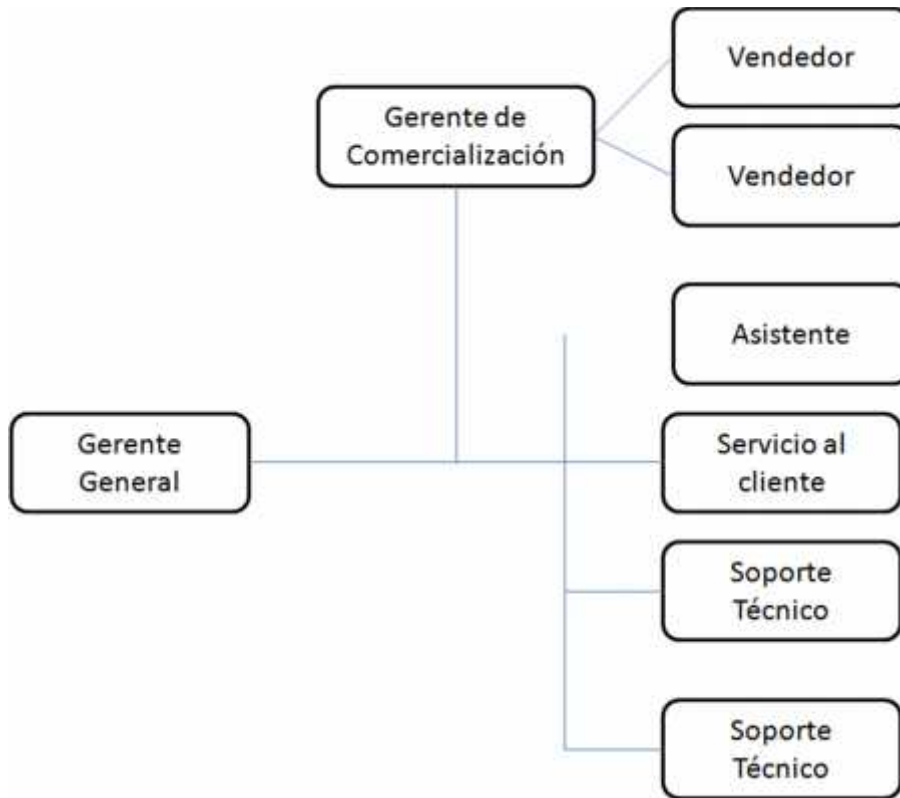 Vendedor
Gerente de
Comercialización
Vendedor
Asistente
Gerente
General
Servicio al
cliente
Soporte
Técnico
Soporte
Técnico